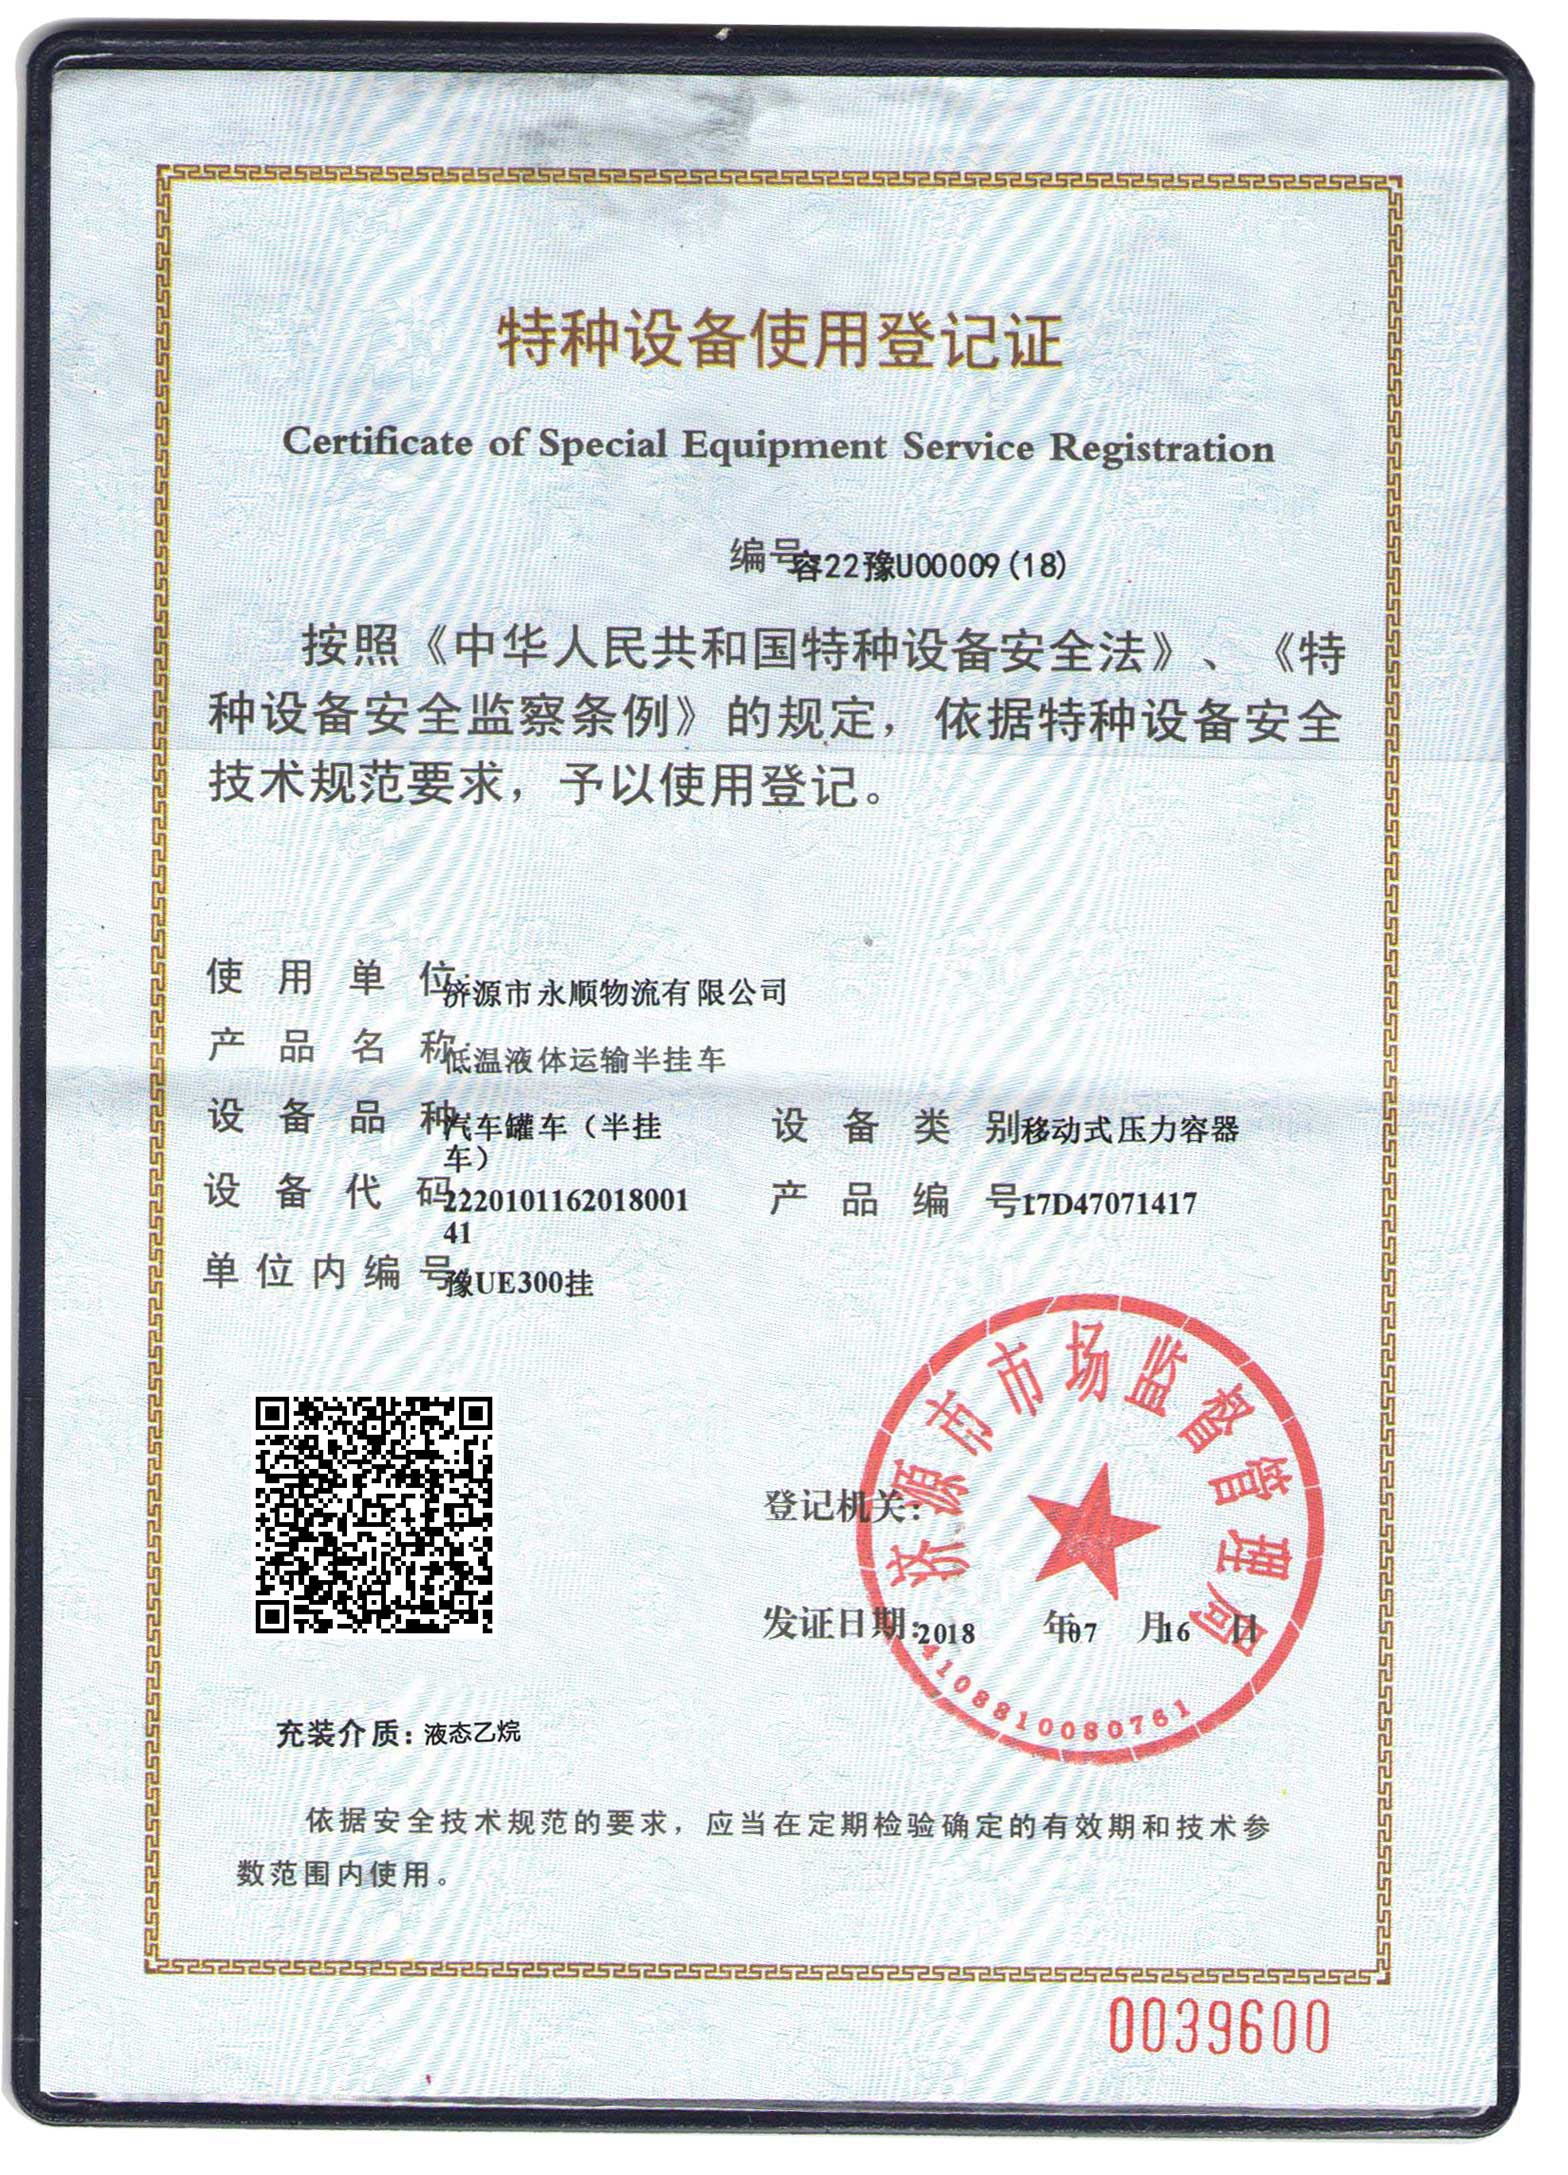 特种设备使用登记证
Certificate of Special Equipment Service Registration
编号容22豫U00009(18)
按照《中华人民共和国特种设备安全法》、《特
种设备安全监察条例》的规定，依据特种设备安全
技术规范要求，予以使用登记。
使用单位：济源市永顺物流有限公司
产品名称：低温液体运输半挂车
设备品种 汽车罐车（半挂
车） 设备类别 移动式压力容器
设备代码：2220101162018001
41 产品编号：17D47071417
单位内编号 豫UE300挂
济源市市场监督管理局
登记机关：
发证日期：2018 年07 月16 日
4108810080761
充装介质：液态乙烷
依据安全技术规范的要求，应当在定期检验确定的有效期和技术参
数范围内使用。
0039600